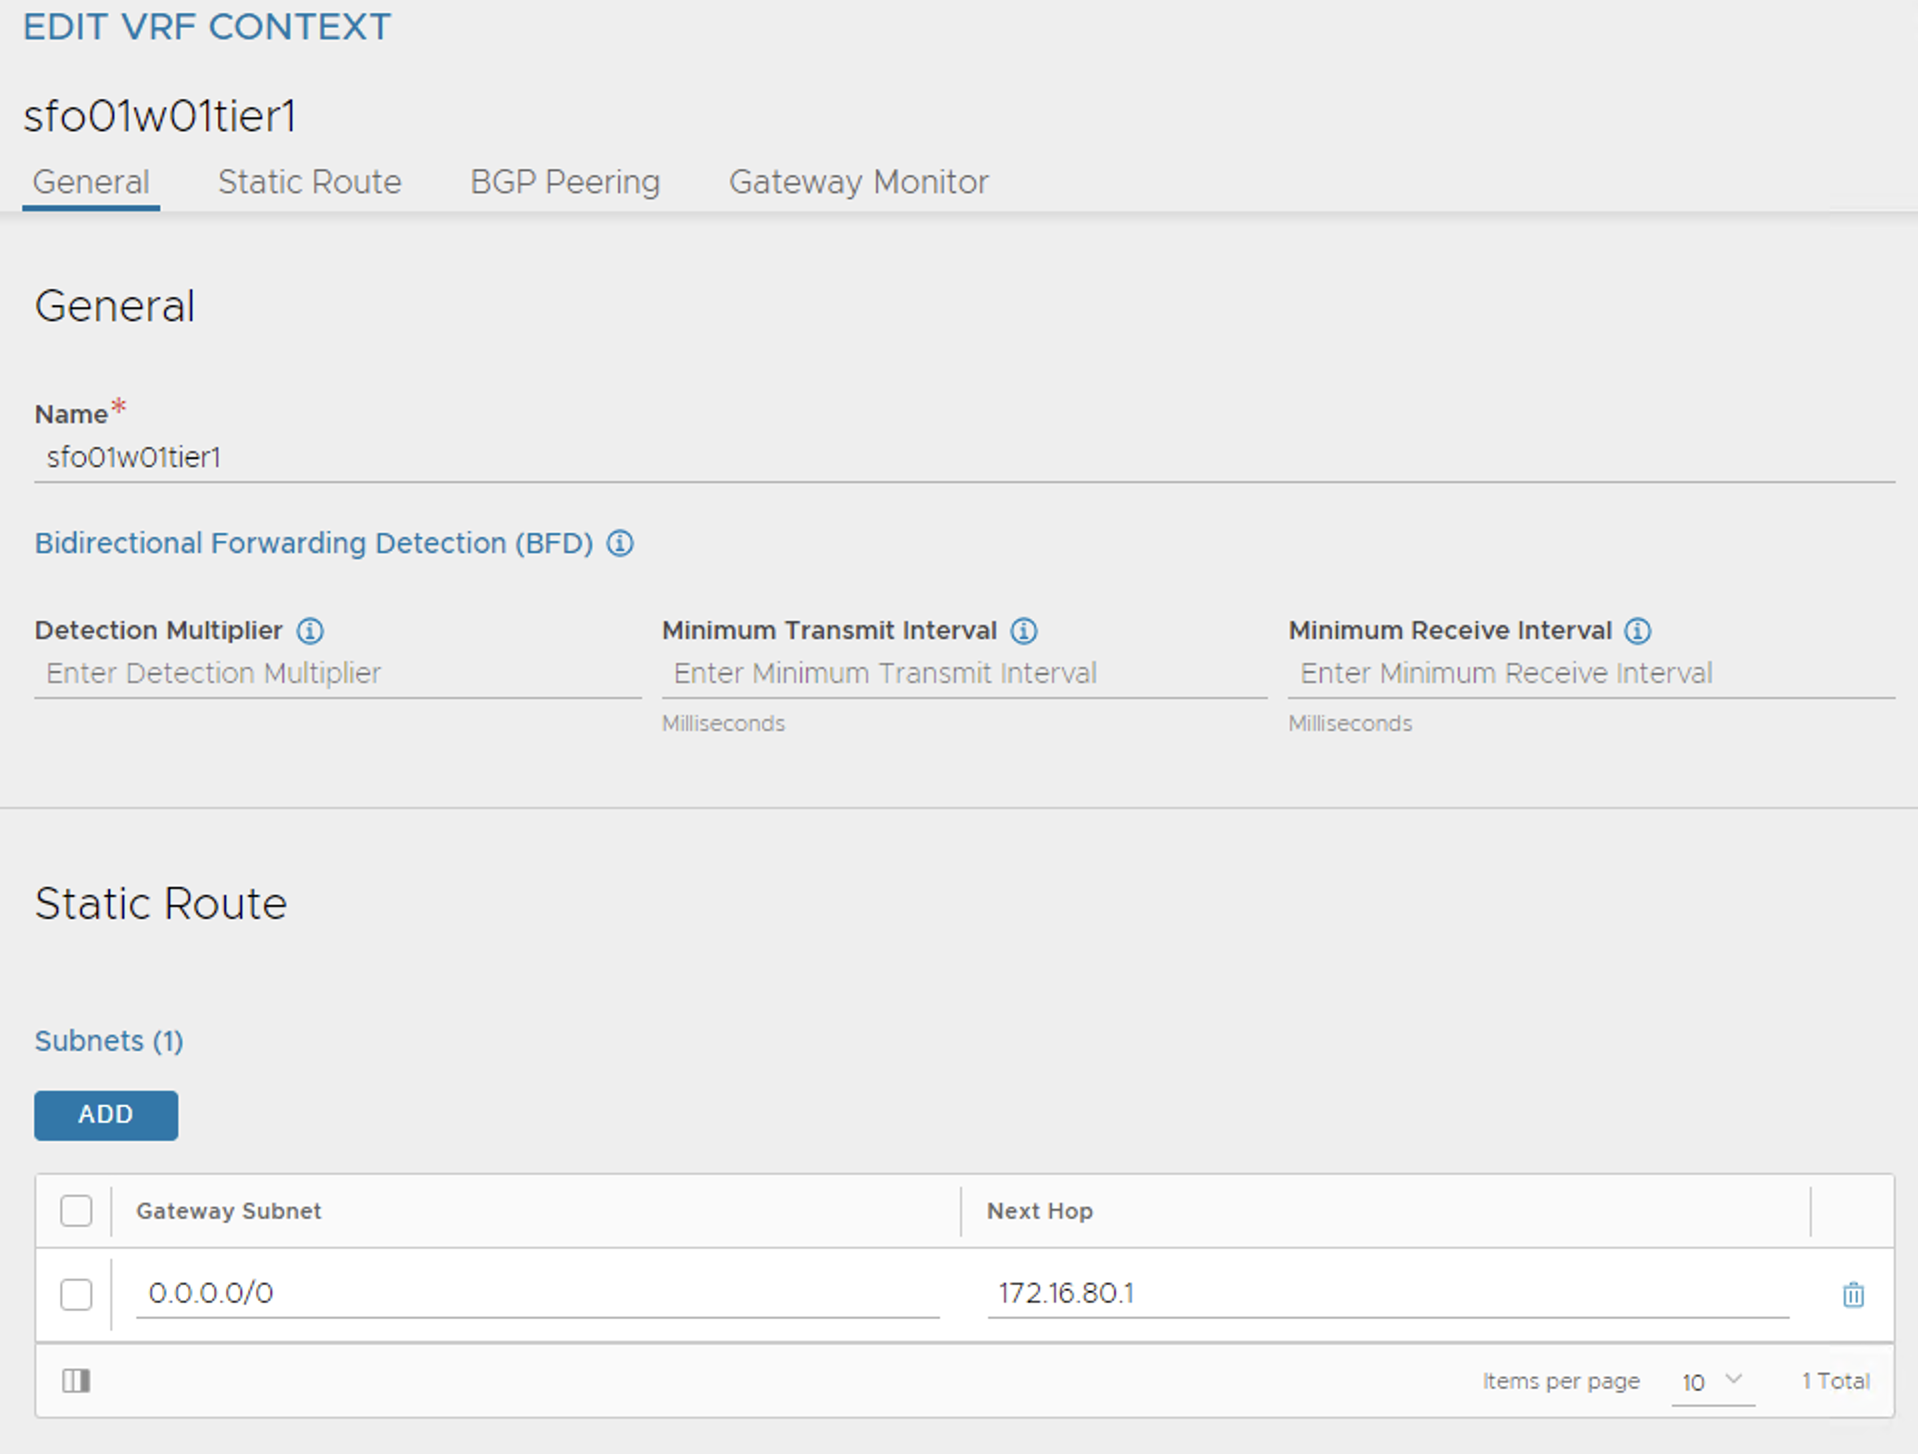 EDIT VRF CONTEXT
sfo01w01tier1
General Static Route BGP Peering Gateway Monitor
General
Name*
sfo01w01tier1
Bidirectional Forwarding Detection (BFD)
Detection Multiplier Minimum Transmit Interval Minimum Receive Interval
Enter Detection Multiplier Enter Minimum Transmit Interval Enter Minimum Receive Interval
Milliseconds Milliseconds
Static Route
Subnets (1)
ADD
Gateway Subnet Next Hop
0.0.0.0/0 172.16.80.1
Items per page 10 1 Total